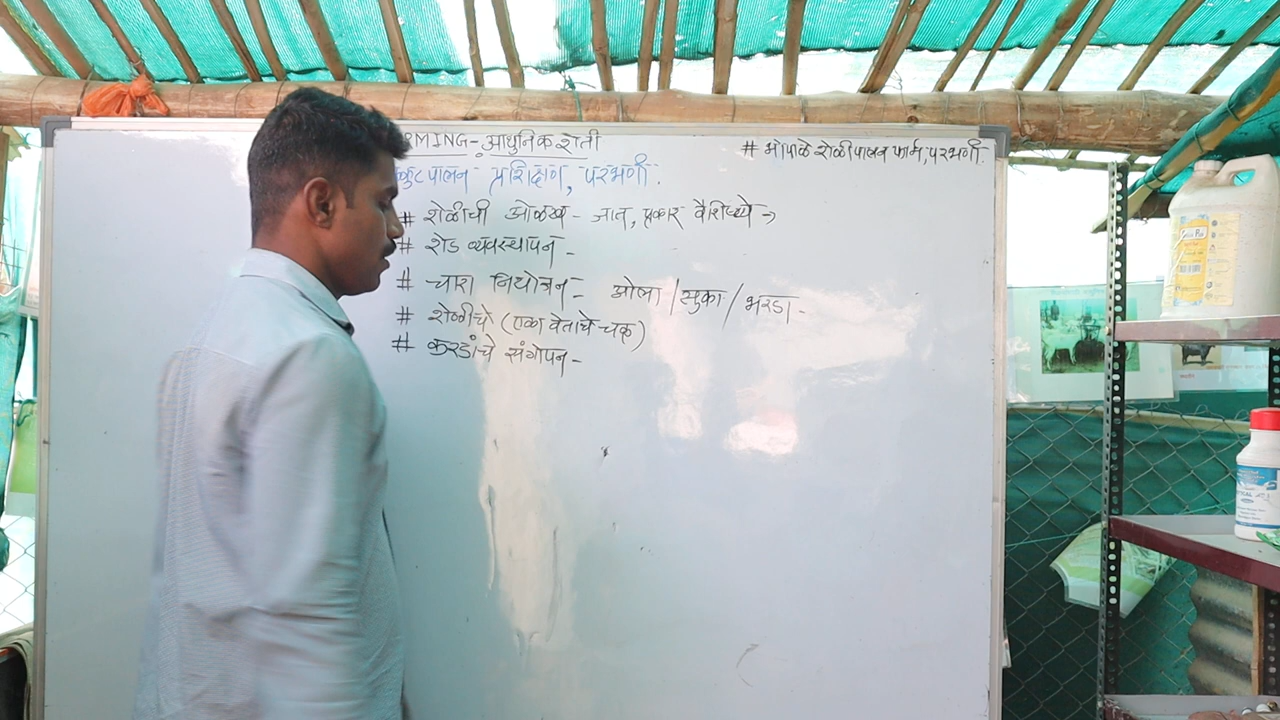 RMING- आधुनिक शेती
# भोपाळे शेळीपालन फार्म, परभणी.
कुटपालन प्रशिक्षण, परभणी.
# शेळीची ओळख - जात, प्रकार वैशिष्ये →
# शेड व्यवस्थापन -
# चारा नियोजन - ओला / सुका / भरडा -
# शेळीचे (एका वेताचे चक्र)
# करडांचे संगोपन -